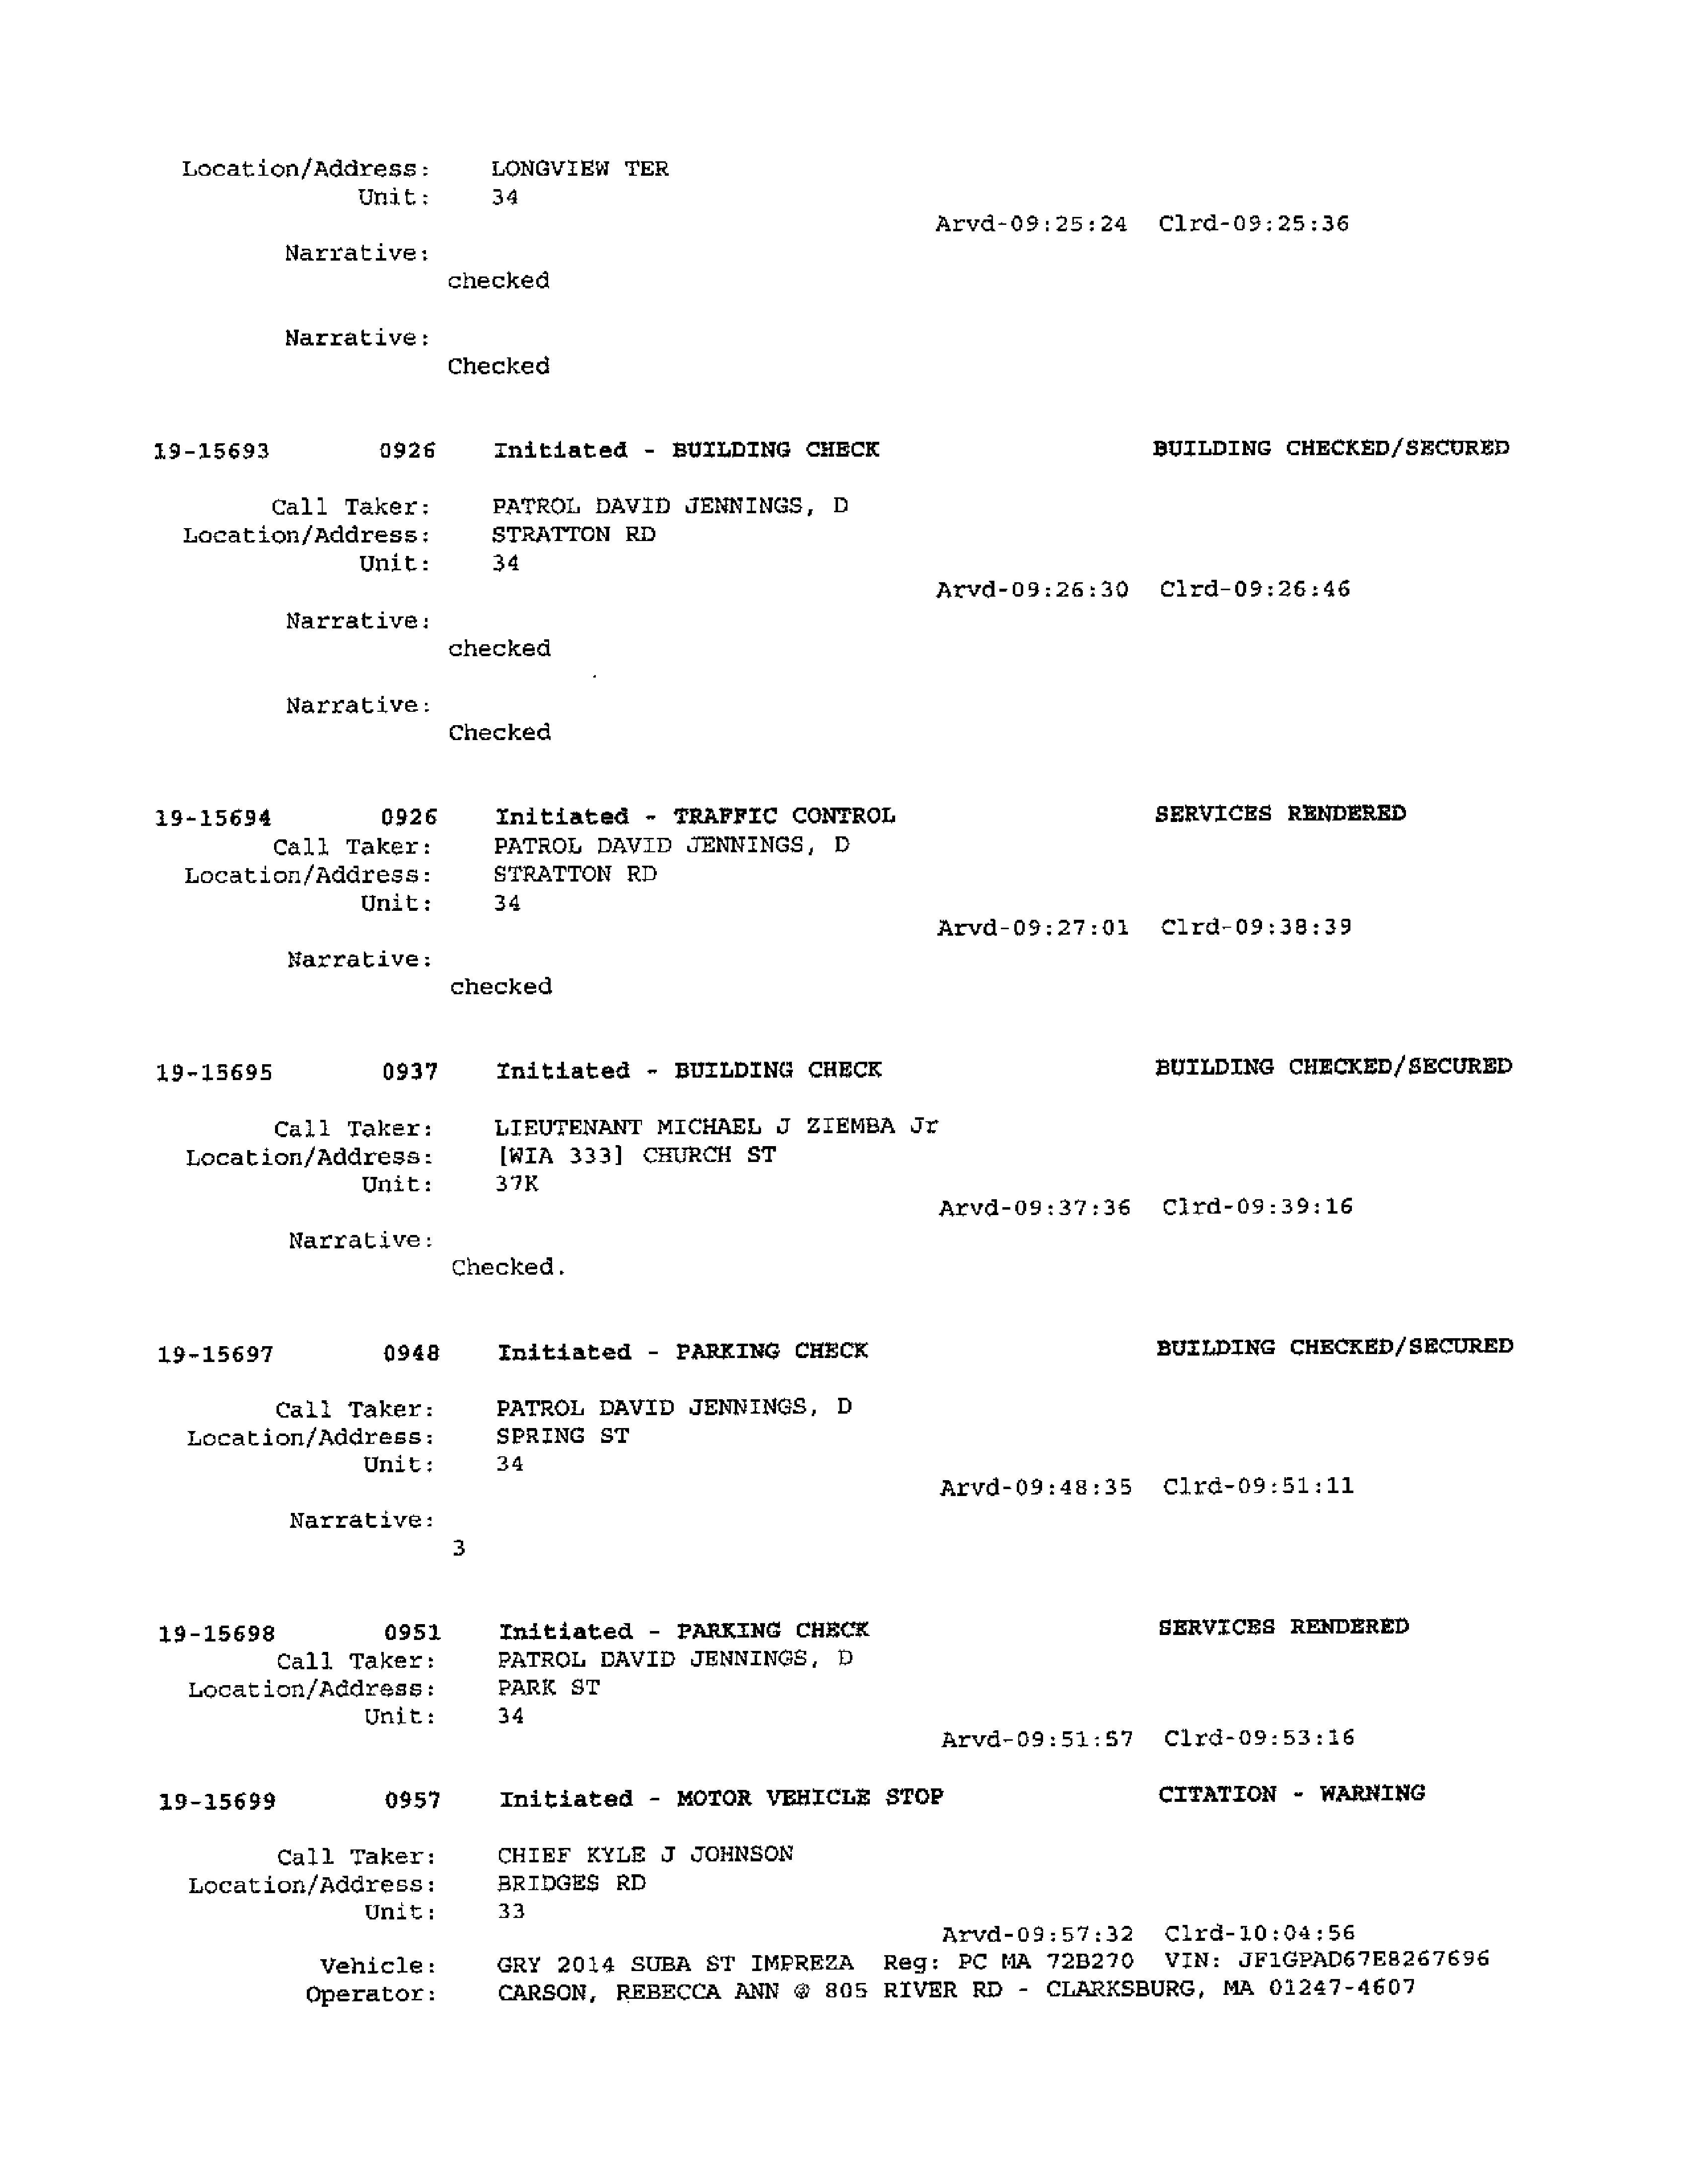 Location/Address: LONGVIEW TER
Unit: 34
Arvd-09:25:24 Clrd-09:25:36
Narrative:
checked
Narrative:
Checked
19-15693 0926 Initiated - BUILDING CHECK BUILDING CHECKED/SECURED
Call Taker: PATROL DAVID JENNINGS, D
Location/Address: STRATTON RD
Unit: 34
Arvd-09:26:30 Clrd-09:26:46
Narrative:
checked
Narrative:
Checked
19-15694 0926 Initiated - TRAFFIC CONTROL SERVICES RENDERED
Call Taker: PATROL DAVID JENNINGS, D
Location/Address: STRATTON RD
Unit: 34
Arvd-09:27:01 Clrd-09:38:39
Narrative:
checked
19-15695 0937 Initiated - BUILDING CHECK BUILDING CHECKED/SECURED
Call Taker: LIEUTENANT MICHAEL J ZIEMBA Jr
Location/Address: [WIA 333] CHURCH ST
Unit: 37K
Arvd-09:37:36 Clrd-09:39:16
Narrative:
Checked.
19-15697 0948 Initiated - PARKING CHECK BUILDING CHECKED/SECURED
Call Taker: PATROL DAVID JENNINGS, D
Location/Address: SPRING ST
Unit: 34
Arvd-09:48:35 Clrd-09:51:11
Narrative:
3
19-15698 0951 Initiated - PARKING CHECK SERVICES RENDERED
Call Taker: PATROL DAVID JENNINGS, D
Location/Address: PARK ST
Unit: 34
Arvd-09:51:57 Clrd-09:53:16
19-15699 0957 Initiated - MOTOR VEHICLE STOP CITATION - WARNING
Call Taker: CHIEF KYLE J JOHNSON
Location/Address: BRIDGES RD
Unit: 33
Arvd-09:57:32 Clrd-10:04:56
Vehicle: GRY 2014 SUBA ST IMPREZA Reg: PC MA 72B270 VIN: JF1GPAD67E8267696
Operator: CARSON, REBECCA ANN @ 805 RIVER RD - CLARKSBURG, MA 01247-4607